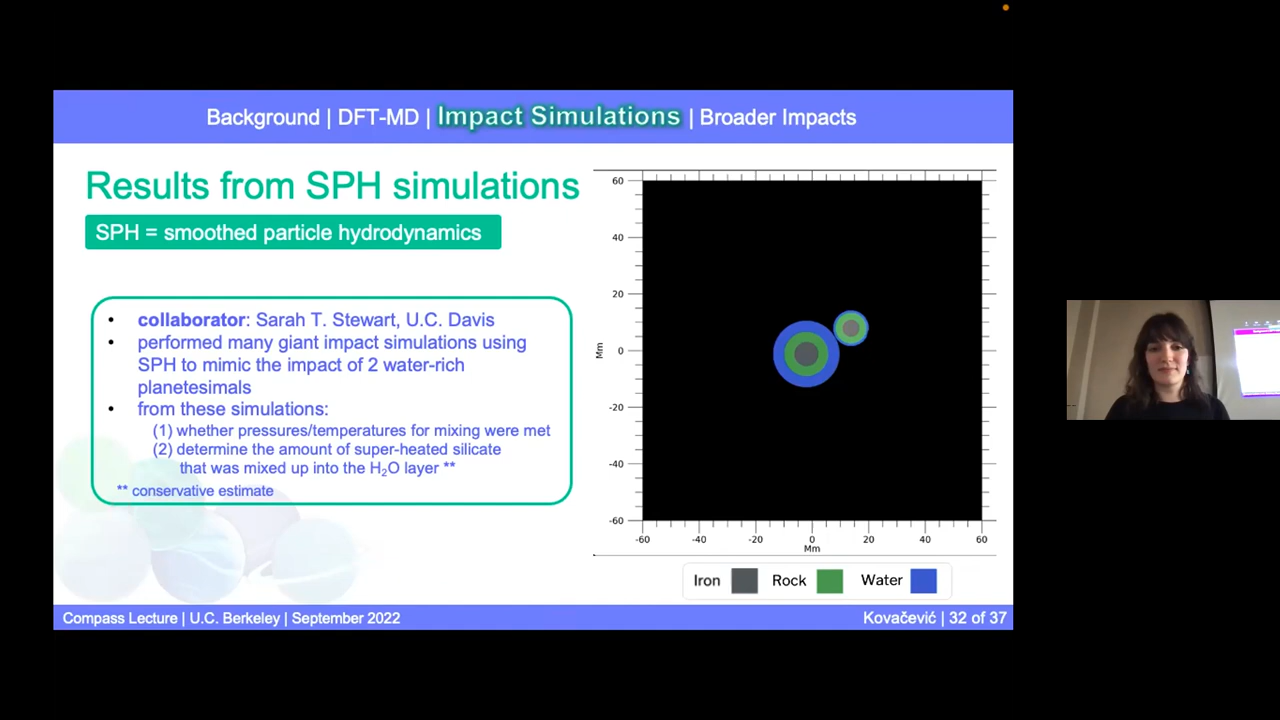 Background | DFT-MD | Impact Simulations | Broader Impacts
Results from SPH simulations
SPH = smoothed particle hydrodynamics
• collaborator: Sarah T. Stewart, U.C. Davis
• performed many giant impact simulations using
SPH to mimic the impact of 2 water-rich
planetesimals
• from these simulations:
(1) whether pressures/temperatures for mixing were met
(2) determine the amount of super-heated silicate
that was mixed up into the H₂O layer **
** conservative estimate
60
40
20
0
-20
-40
-60
Mm
-60 -40 -20 0 20 40 60
Mm
Iron Rock Water
Compass Lecture | U.C. Berkeley | September 2022
Kovačević | 32 of 37